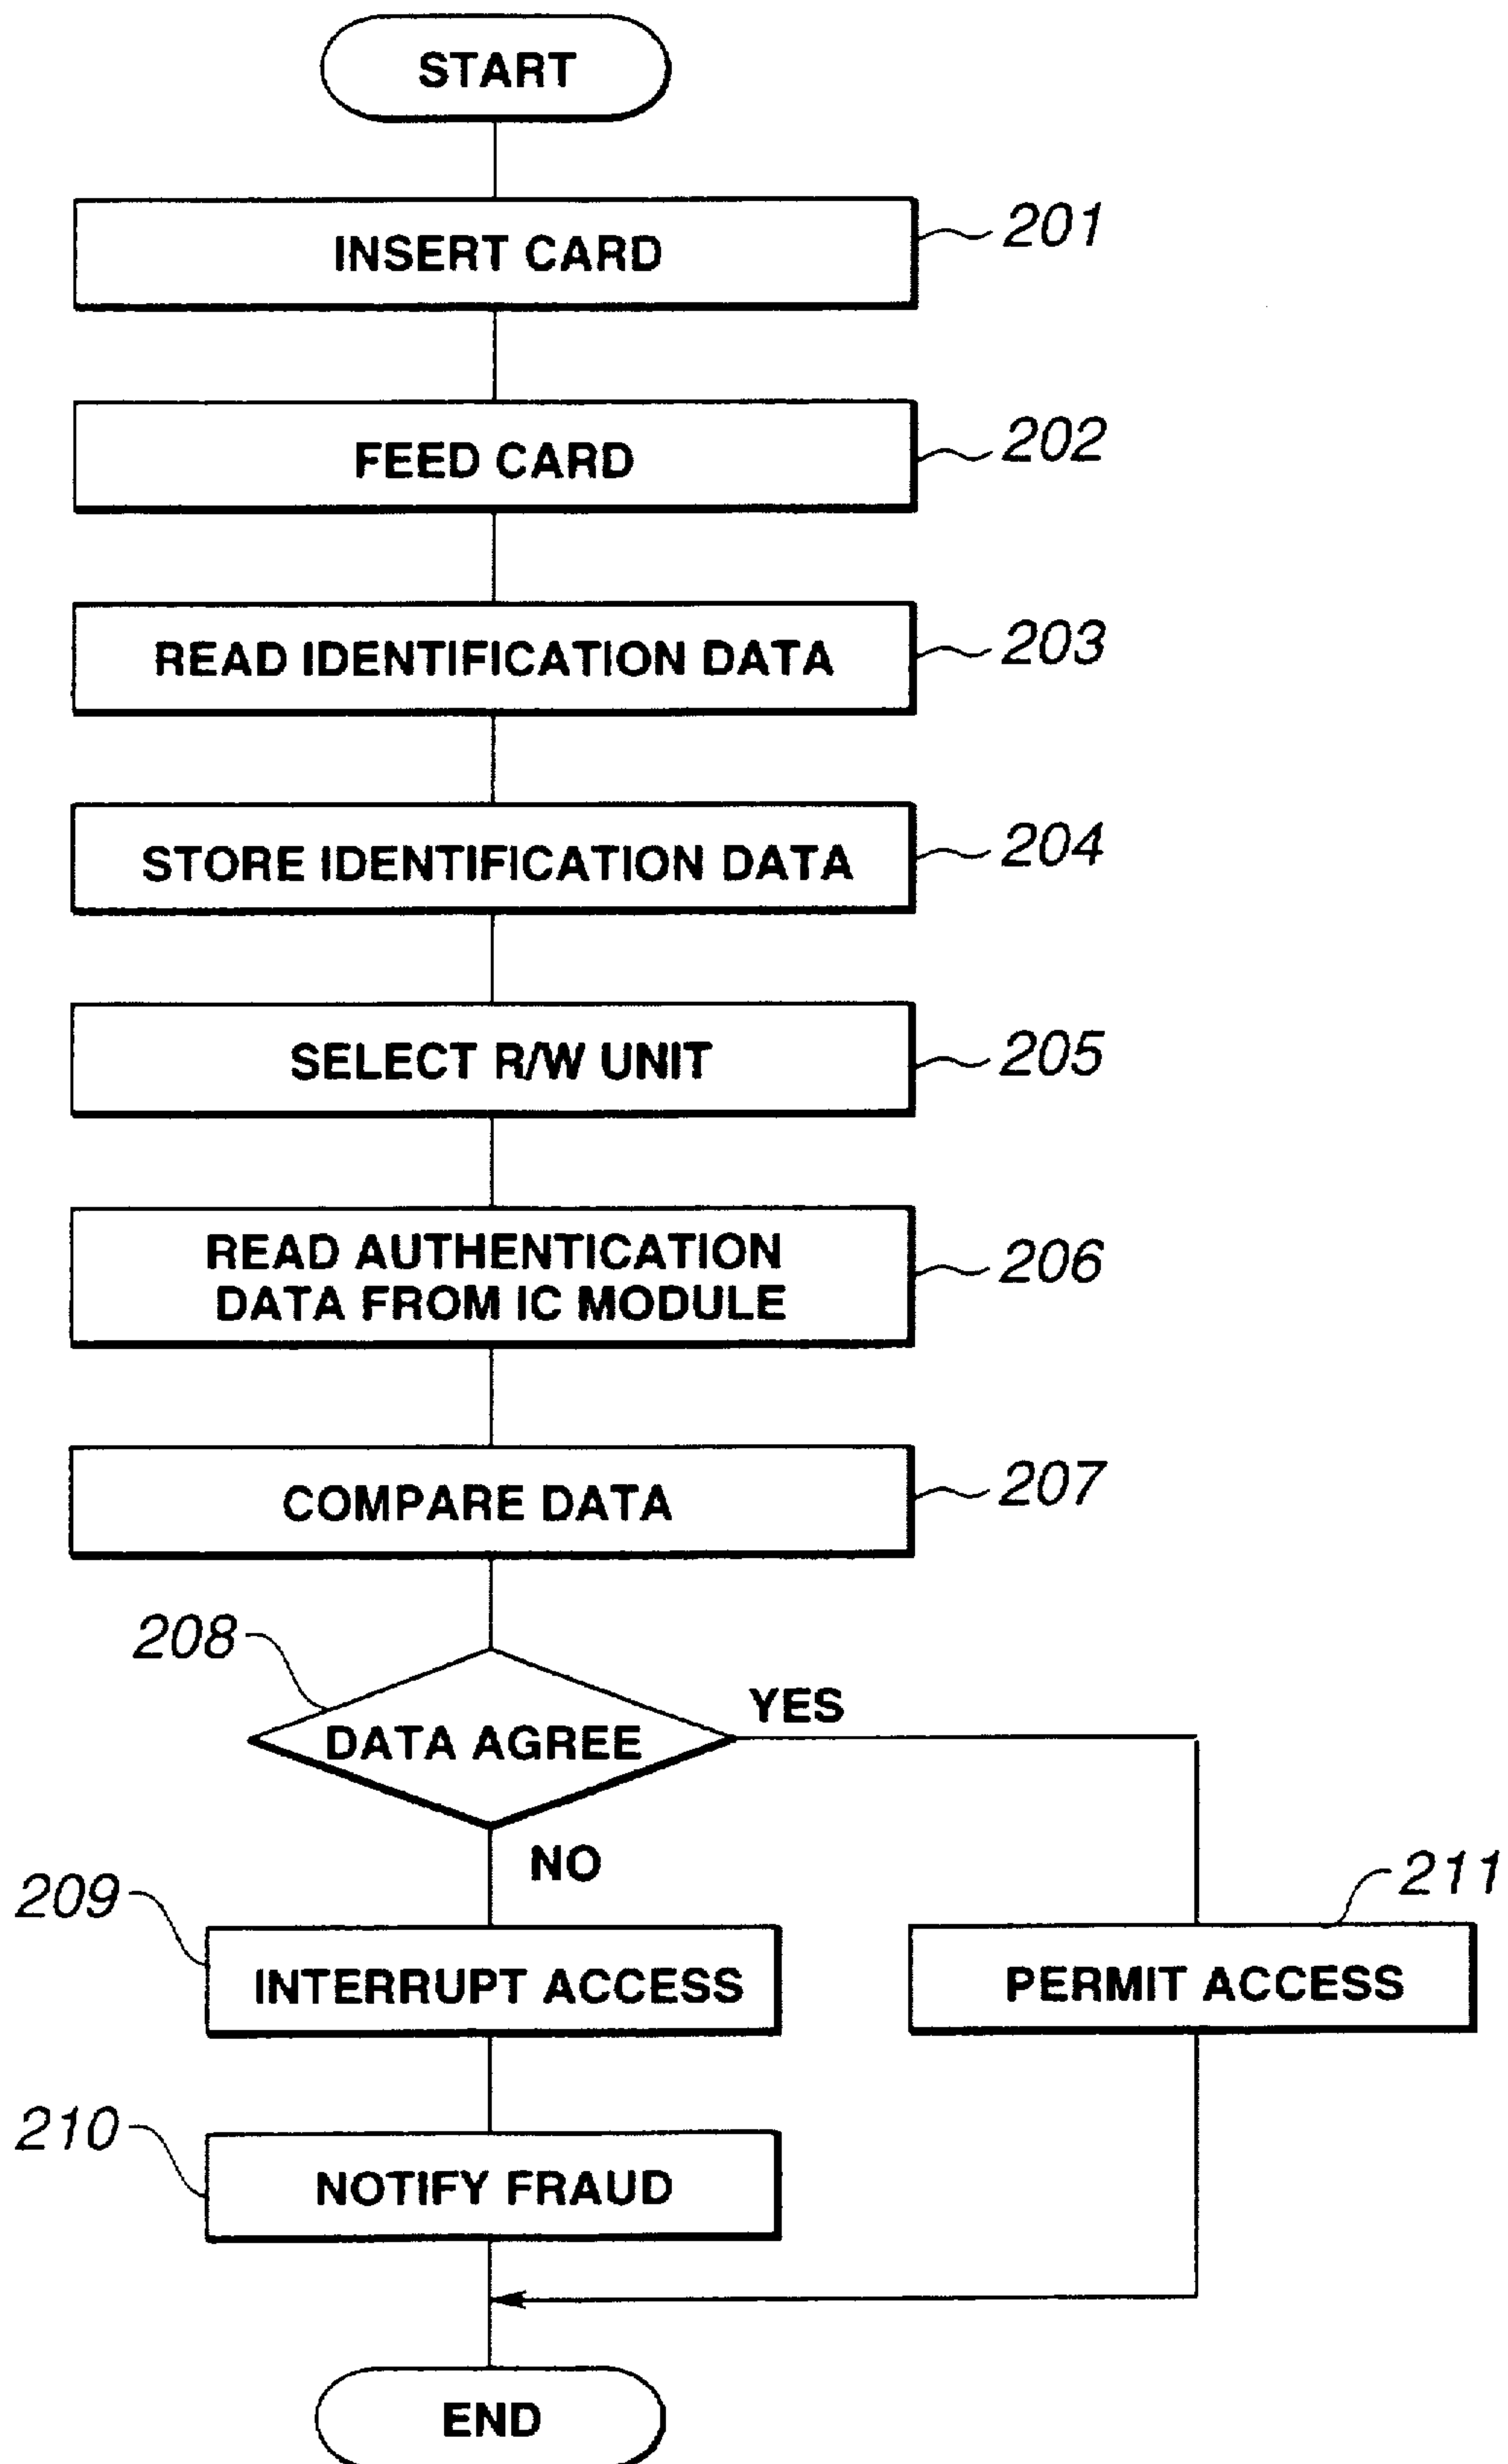 START
INSERT CARD
201
FEED CARD
202
READ IDENTIFICATION DATA
203
STORE IDENTIFICATION DATA
204
SELECT R/W UNIT
205
READ AUTHENTICATION
DATA FROM IC MODULE
206
COMPARE DATA
207
208
DATA AGREE
YES
NO
209
INTERRUPT ACCESS
211
PERMIT ACCESS
210
NOTIFY FRAUD
END